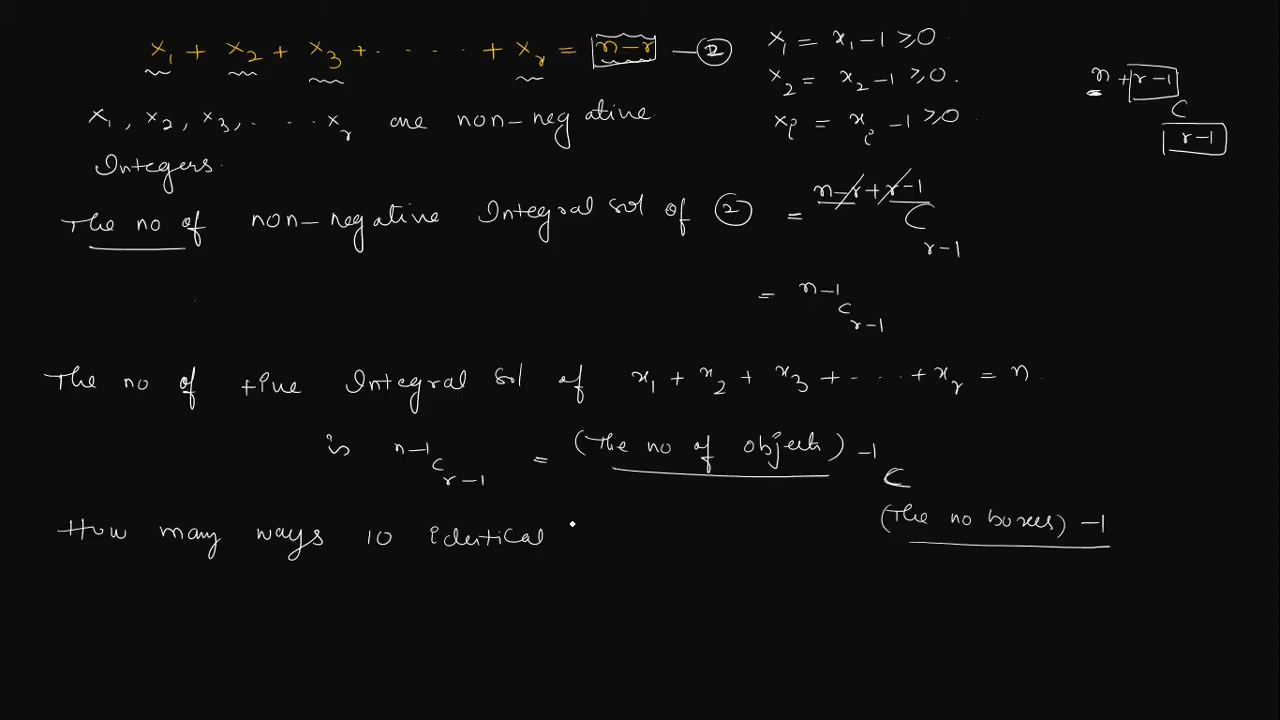 X₁ + X₂ + X₃ + ...... + Xᵣ = n-r —②
X₁ = x₁-1 ≥ 0
X₂ = x₂-1 ≥ 0.
Xᵢ = xᵢ-1 ≥ 0
n + r-1 C r-1
X₁, X₂, X₃, ..... Xᵣ are non-negative
Integers.
The no of non-negative Integral sol of ② = n-r+r-1 C r-1
= n-1 C r-1
The no of +ive Integral sol of x₁ + x₂ + x₃ + .... + xᵣ = n.
is n-1 C r-1 = (The no of objects) -1 C (The no boxes) -1
How many ways 10 identical